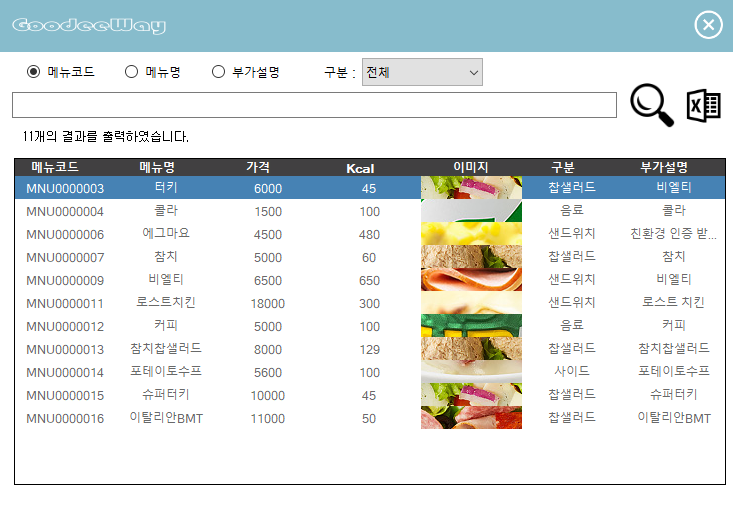 GoodeeWay
메뉴코드 메뉴명 부가설명 구분 : 전체
11개의 결과를 출력하였습니다.
메뉴코드 메뉴명 가격 Kcal 이미지 구분 부가설명
MNU0000003 터키 6000 45 찹샐러드 비엘티
MNU0000004 콜라 1500 100 음료 콜라
MNU0000006 에그마요 4500 480 샌드위치 친환경 인증 받...
MNU0000007 참치 5000 60 찹샐러드 참치
MNU0000009 비엘티 6500 650 샌드위치 비엘티
MNU0000011 로스트치킨 18000 300 샌드위치 로스트 치킨
MNU0000012 커피 5000 100 음료 커피
MNU0000013 참치찹샐러드 8000 129 찹샐러드 참치찹샐러드
MNU0000014 포테이토수프 5600 100 사이드 포테이토수프
MNU0000015 슈퍼터키 10000 45 찹샐러드 슈퍼터키
MNU0000016 이탈리안BMT 11000 50 찹샐러드 이탈리안BMT